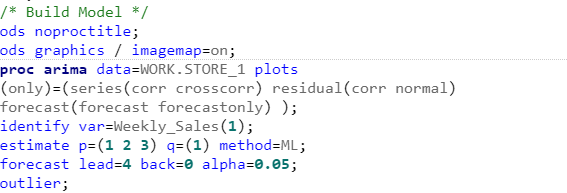 /* Build Model */
ods noproctitle;
ods graphics / imagemap=on;
proc arima data=WORK.STORE_1 plots
(only)=(series(corr crosscorr) residual(corr normal)
forecast(forecast forecastonly) );
identify var=Weekly_Sales(1);
estimate p=(1 2 3) q=(1) method=ML;
forecast lead=4 back=0 alpha=0.05;
outlier;